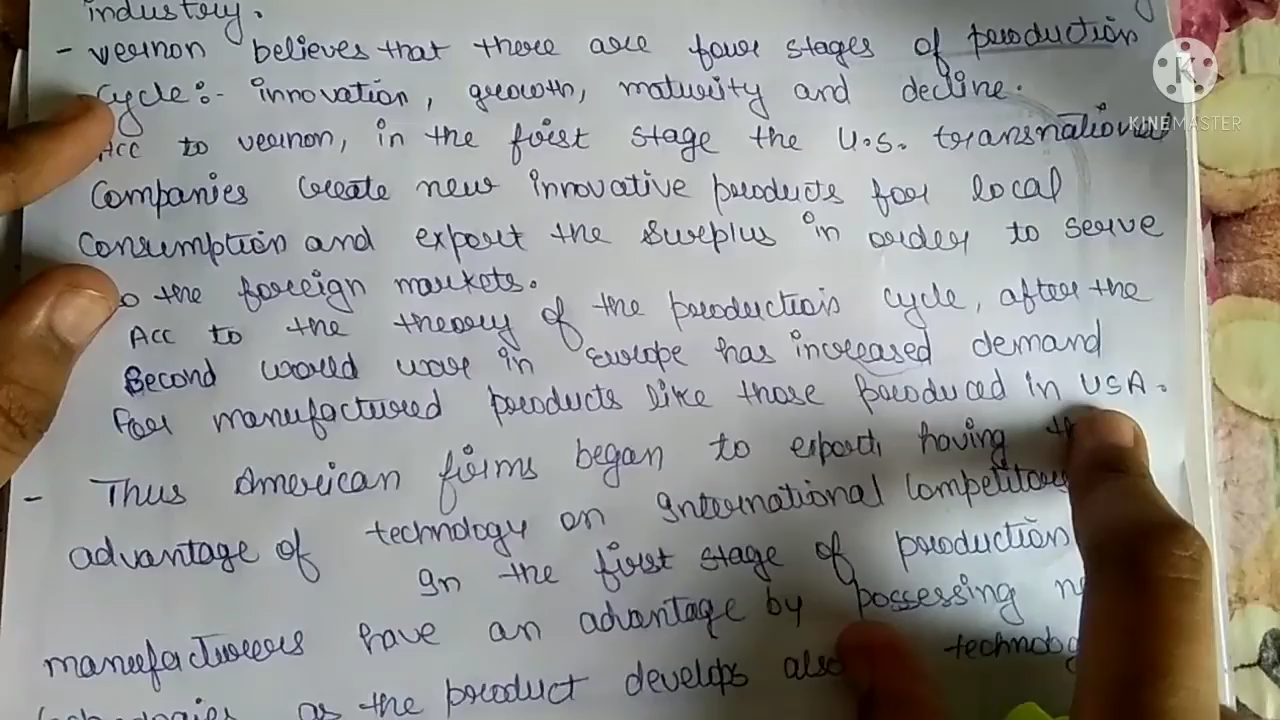 industry.
- vernon believes that there are four stages of production
cycle:- innovation, growth, maturity and decline.
Acc to vernon, in the first stage the U.S. transnational
Companies create new innovative products for local
Consumption and export the surplus in order to serve
the foreign markets.
Acc to the theory of the production cycle, after the
Second world war in Europe has increased demand
For manufactured products like those produced in USA.
- Thus American firms began to export, having
advantage of technology on International Competitors
In the first stage of production
manufacturers have an advantage by possessing
as the product develops also
KINEMASTER
K